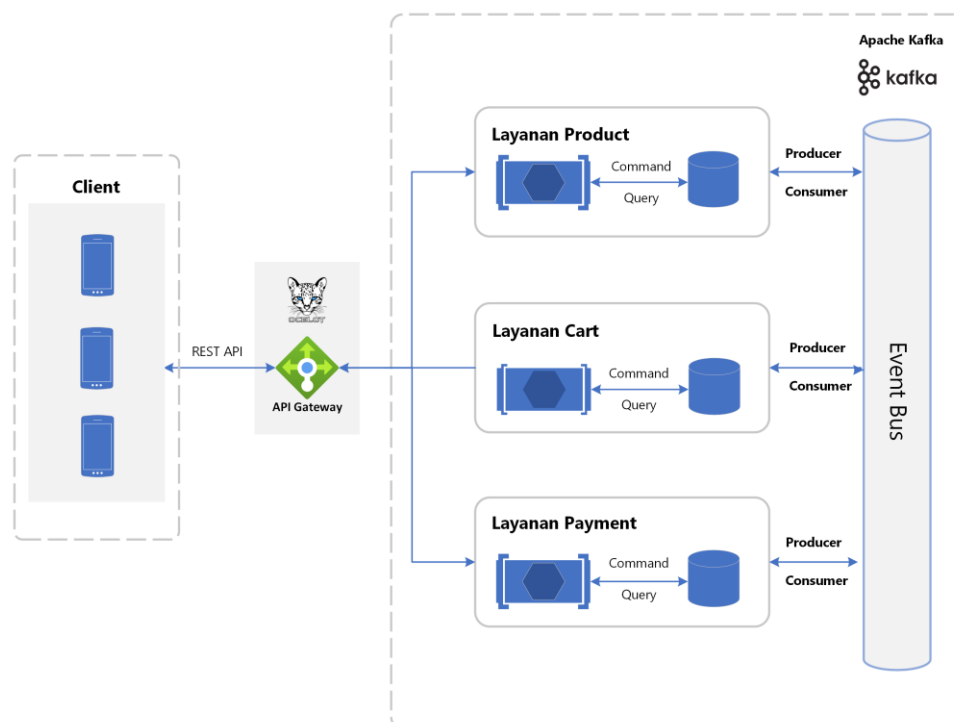 Apache Kafka
kafka
Client
REST API
OCELOT
API Gateway
Layanan Product
Command
Query
Producer
Consumer
Layanan Cart
Command
Query
Producer
Consumer
Layanan Payment
Command
Query
Producer
Consumer
Event Bus